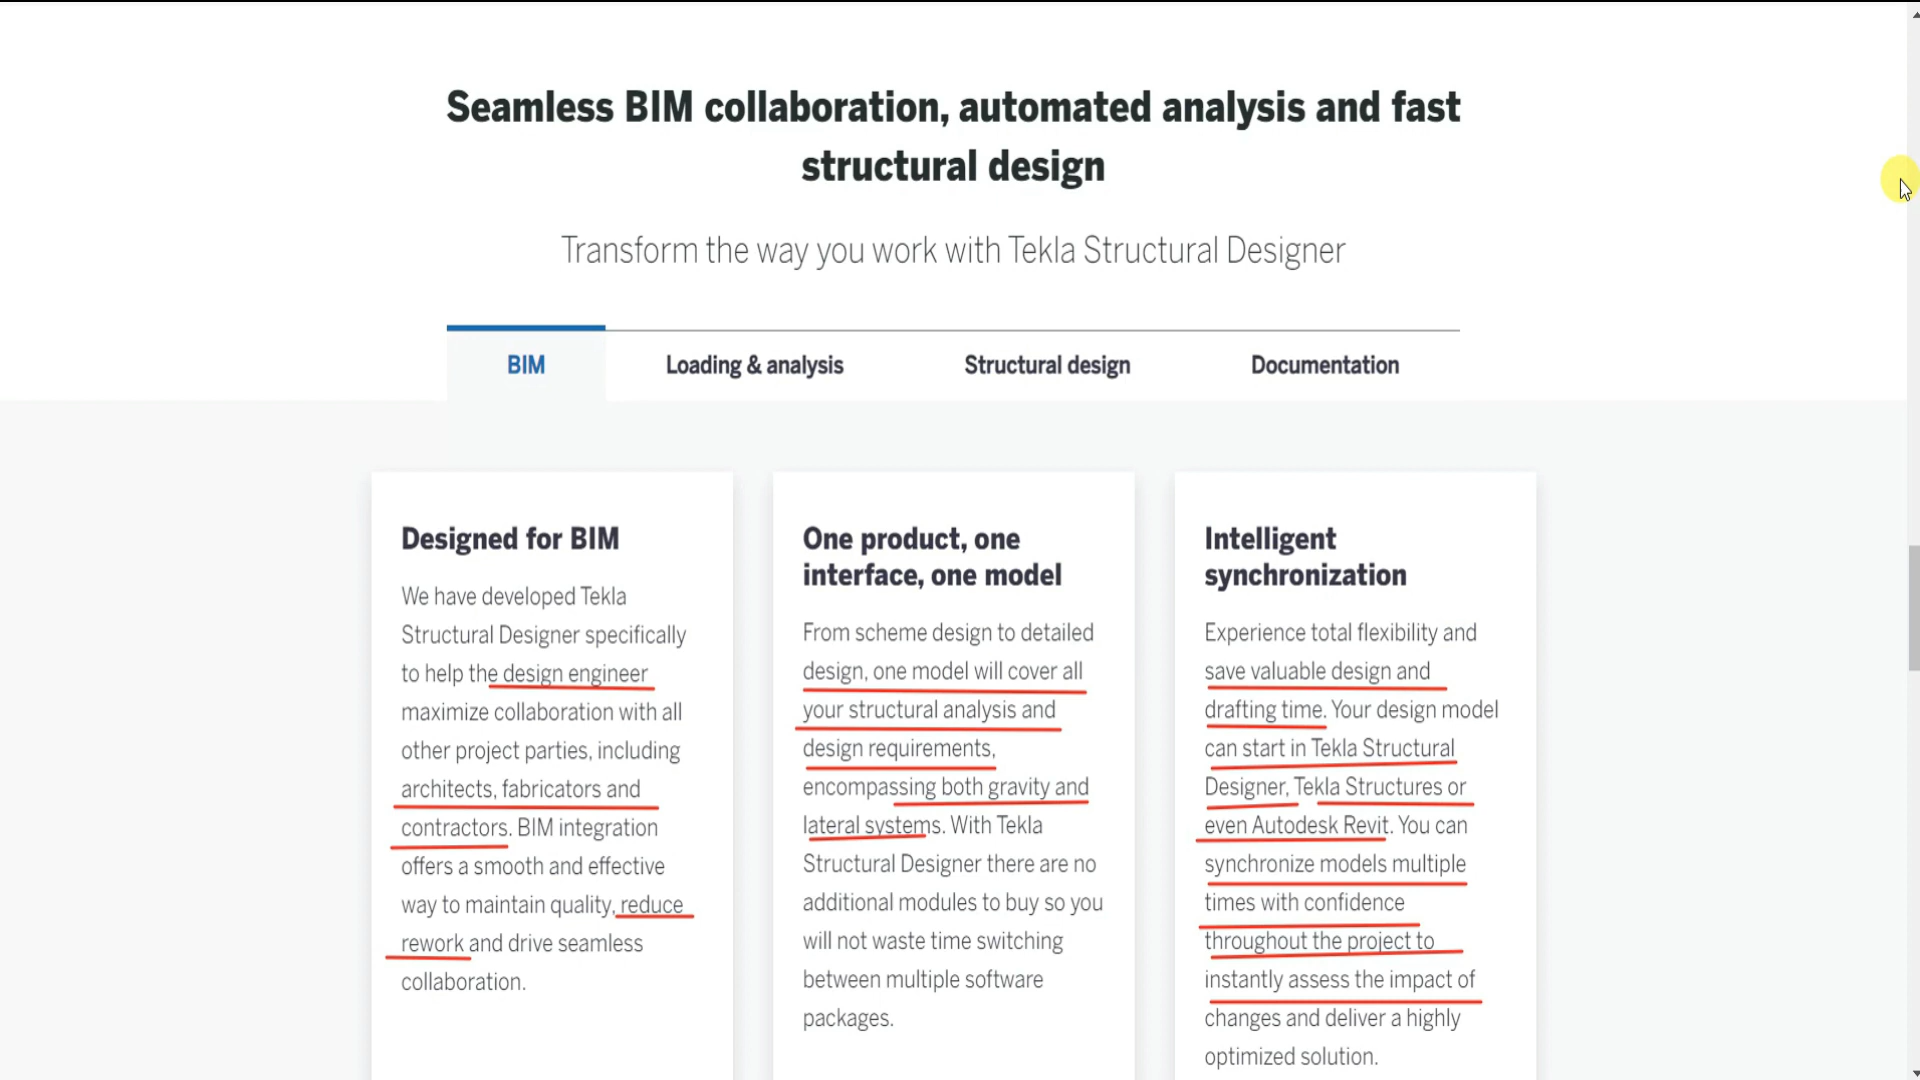 Seamless BIM collaboration, automated analysis and fast
structural design
Transform the way you work with Tekla Structural Designer
BIM
Loading & analysis
Structural design
Documentation
Designed for BIM
We have developed Tekla
Structural Designer specifically
to help the design engineer
maximize collaboration with all
other project parties, including
architects, fabricators and
contractors. BIM integration
offers a smooth and effective
way to maintain quality, reduce
rework and drive seamless
collaboration.
One product, one
interface, one model
From scheme design to detailed
design, one model will cover all
your structural analysis and
design requirements,
encompassing both gravity and
lateral systems. With Tekla
Structural Designer there are no
additional modules to buy so you
will not waste time switching
between multiple software
packages.
Intelligent
synchronization
Experience total flexibility and
save valuable design and
drafting time. Your design model
can start in Tekla Structural
Designer, Tekla Structures or
even Autodesk Revit. You can
synchronize models multiple
times with confidence
throughout the project to
instantly assess the impact of
changes and deliver a highly
optimized solution.